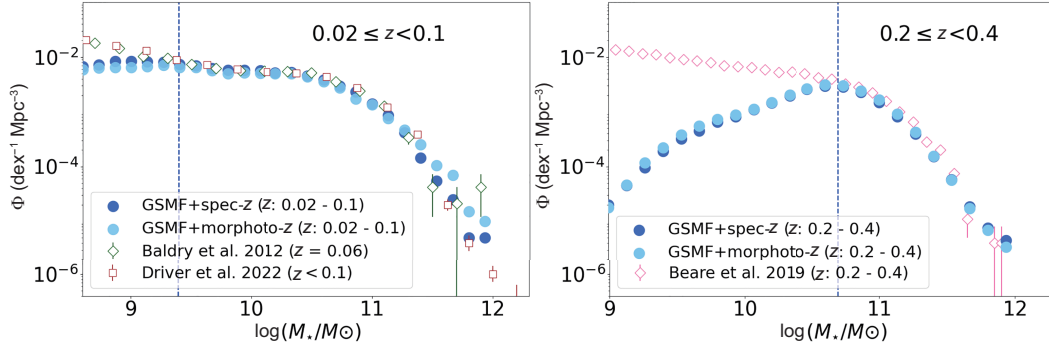 0.02 ≤ z<0.1
Φ (dex⁻¹ Mpc⁻³)
10⁻²
10⁻⁴
10⁻⁶
GSMF+spec-z (z: 0.02 - 0.1)
GSMF+morphoto-z (z: 0.02 - 0.1)
Baldry et al. 2012 (z = 0.06)
Driver et al. 2022 (z<0.1)
9 10 11 12
log(M⋆/M⊙)
0.2 ≤ z<0.4
Φ (dex⁻¹ Mpc⁻³)
10⁻²
10⁻⁴
10⁻⁶
GSMF+spec-z (z: 0.2 - 0.4)
GSMF+morphoto-z (z: 0.2 - 0.4)
Beare et al. 2019 (z: 0.2 - 0.4)
9 10 11 12
log(M⋆/M⊙)